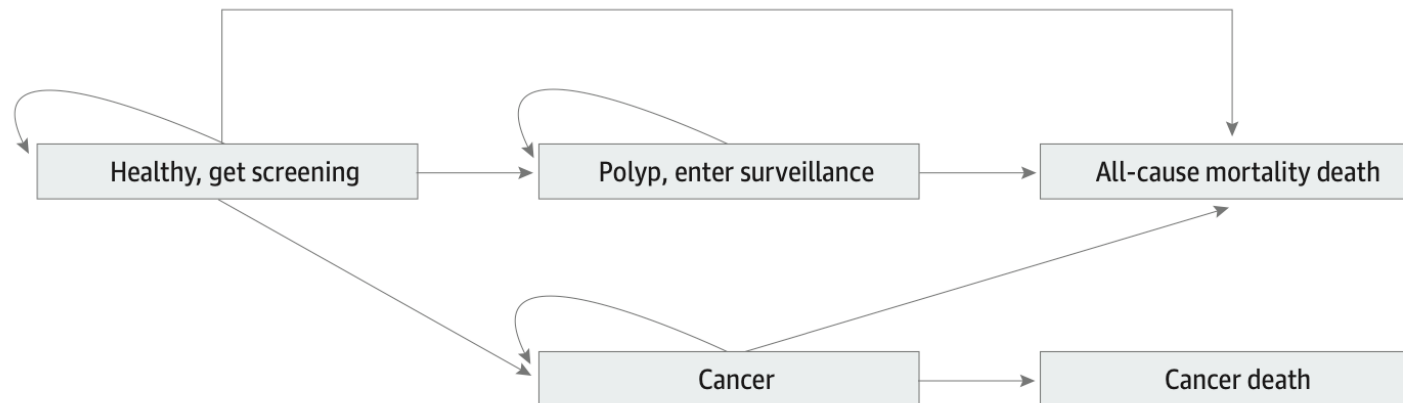 Healthy, get screening
Polyp, enter surveillance
All-cause mortality death
Cancer
Cancer death